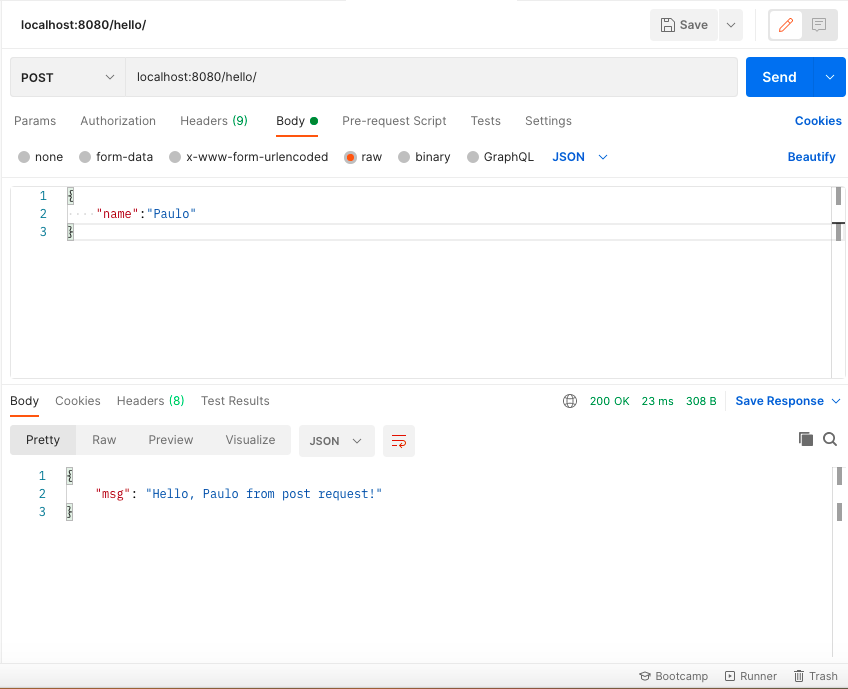 localhost:8080/hello/
Save
POST
localhost:8080/hello/
Send
Params Authorization Headers (9) Body Pre-request Script Tests Settings Cookies
none form-data x-www-form-urlencoded raw binary GraphQL JSON Beautify
1 {
2 "name":"Paulo"
3 }
Body Cookies Headers (8) Test Results 200 OK 23 ms 308 B Save Response
Pretty Raw Preview Visualize JSON
1 {
2 "msg": "Hello, Paulo from post request!"
3 }
Bootcamp Runner Trash